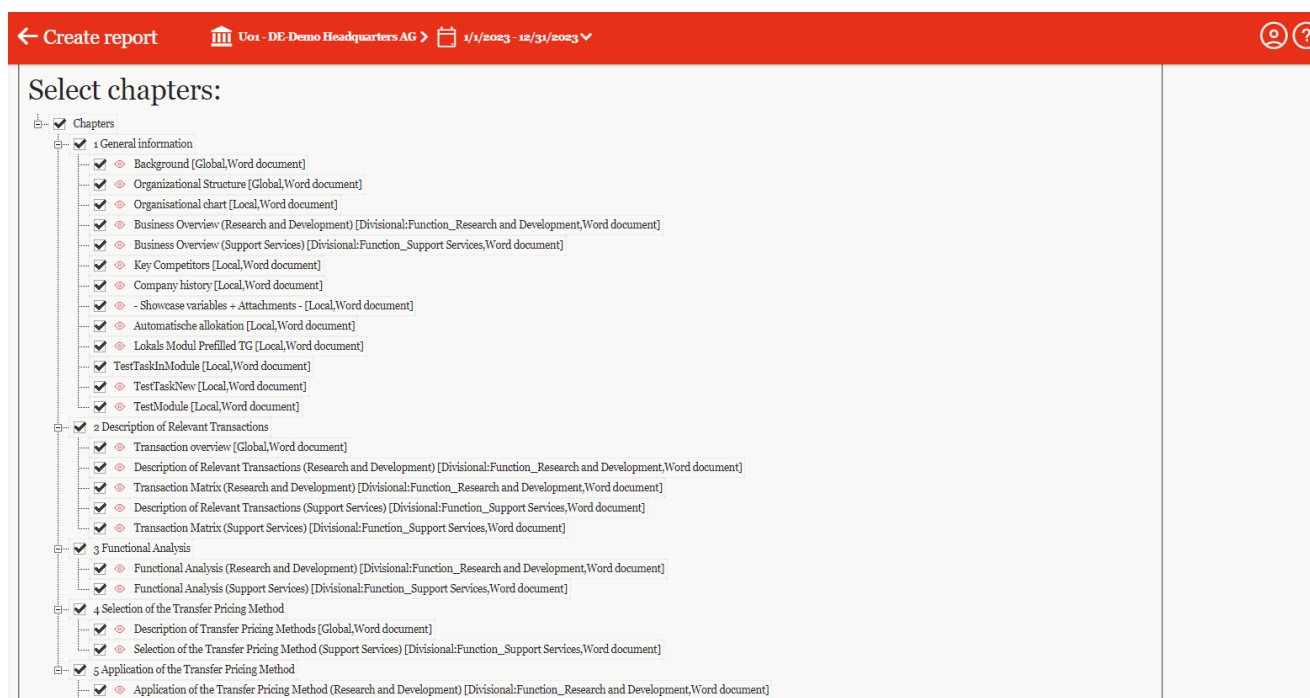 Create report
U01 - DE-Demo Headquarters AG
1/1/2023 - 12/31/2023
?
Select chapters:
Chapters
1 General information
Background [Global,Word document]
Organizational Structure [Global,Word document]
Organisational chart [Local,Word document]
Business Overview (Research and Development) [Divisional:Function_Research and Development,Word document]
Business Overview (Support Services) [Divisional:Function_Support Services,Word document]
Key Competitors [Local,Word document]
Company history [Local,Word document]
- Showcase variables + Attachments - [Local,Word document]
Automatische allokation [Local,Word document]
Lokals Modul Prefilled TG [Local,Word document]
TestTaskInModule [Local,Word document]
TestTaskNew [Local,Word document]
TestModule [Local,Word document]
2 Description of Relevant Transactions
Transaction overview [Global,Word document]
Description of Relevant Transactions (Research and Development) [Divisional:Function_Research and Development,Word document]
Transaction Matrix (Research and Development) [Divisional:Function_Research and Development,Word document]
Description of Relevant Transactions (Support Services) [Divisional:Function_Support Services,Word document]
Transaction Matrix (Support Services) [Divisional:Function_Support Services,Word document]
3 Functional Analysis
Functional Analysis (Research and Development) [Divisional:Function_Research and Development,Word document]
Functional Analysis (Support Services) [Divisional:Function_Support Services,Word document]
4 Selection of the Transfer Pricing Method
Description of Transfer Pricing Methods [Global,Word document]
Selection of the Transfer Pricing Method (Support Services) [Divisional:Function_Support Services,Word document]
5 Application of the Transfer Pricing Method
Application of the Transfer Pricing Method (Research and Development) [Divisional:Function_Research and Development,Word document]